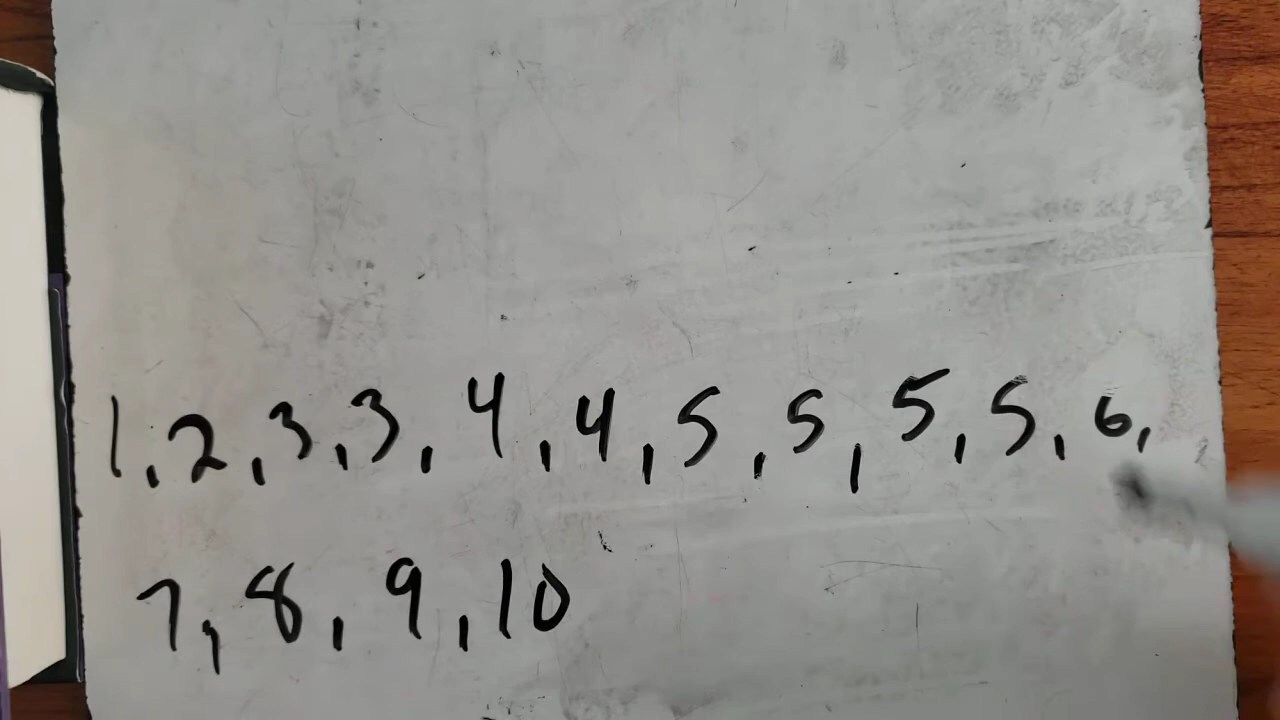 1, 2, 3, 3, 4, 4, 5, 5, 5, 5, 6,
7, 8, 9, 10